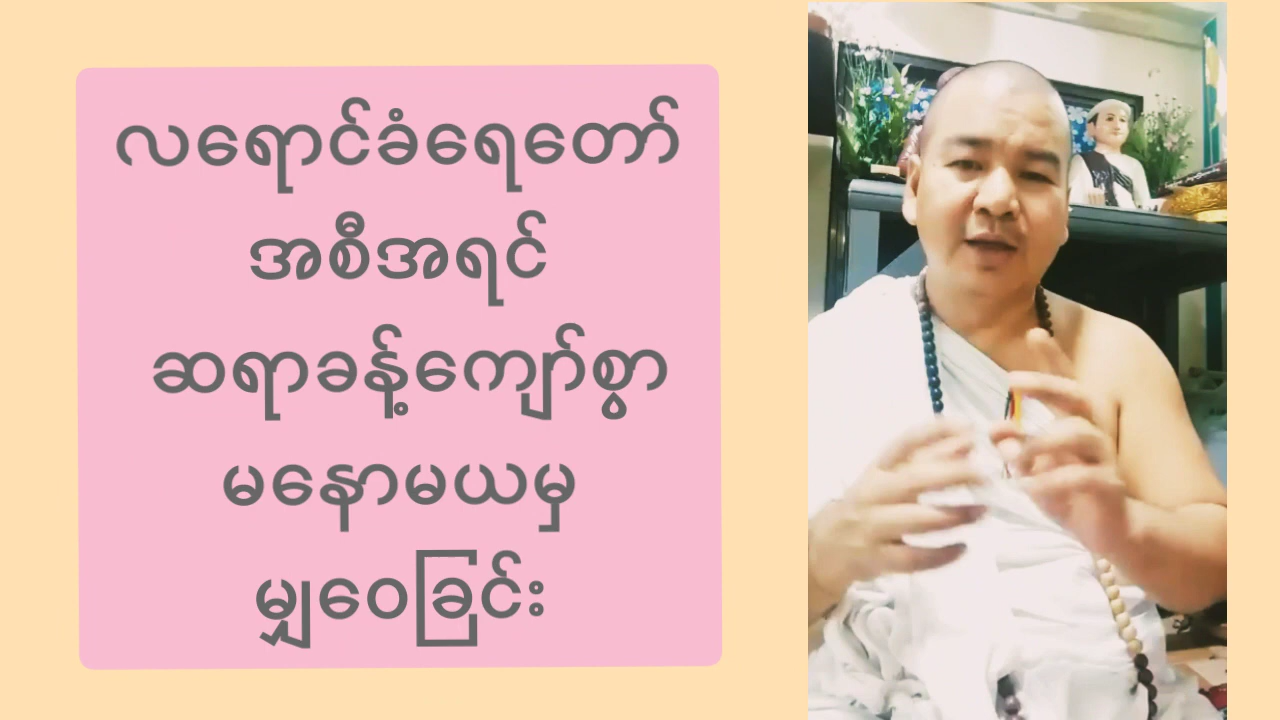 လရောင်ခံရေတော်
အစီအရင်
ဆရာခန့်ကျော်စွာ
မနောမယမှ
မျှဝေခြင်း